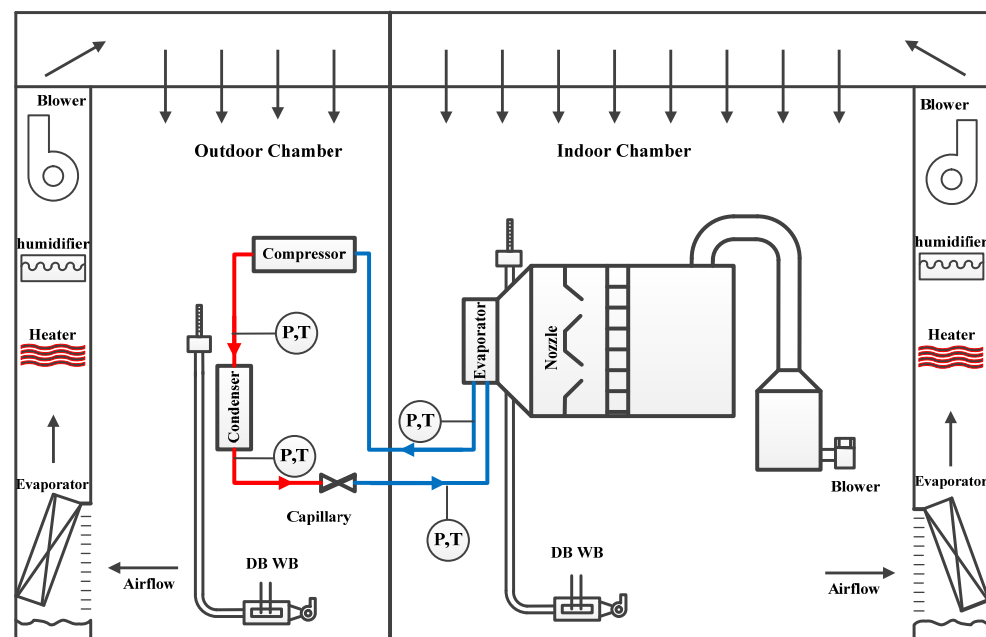 Blower
Blower
Outdoor Chamber
Indoor Chamber
humidifier
humidifier
Compressor
Heater
Heater
P,T
Nozzle
Evaporator
Condenser
P,T
P,T
Evaporator
Evaporator
Blower
Capillary
P,T
DB WB
DB WB
Airflow
Airflow